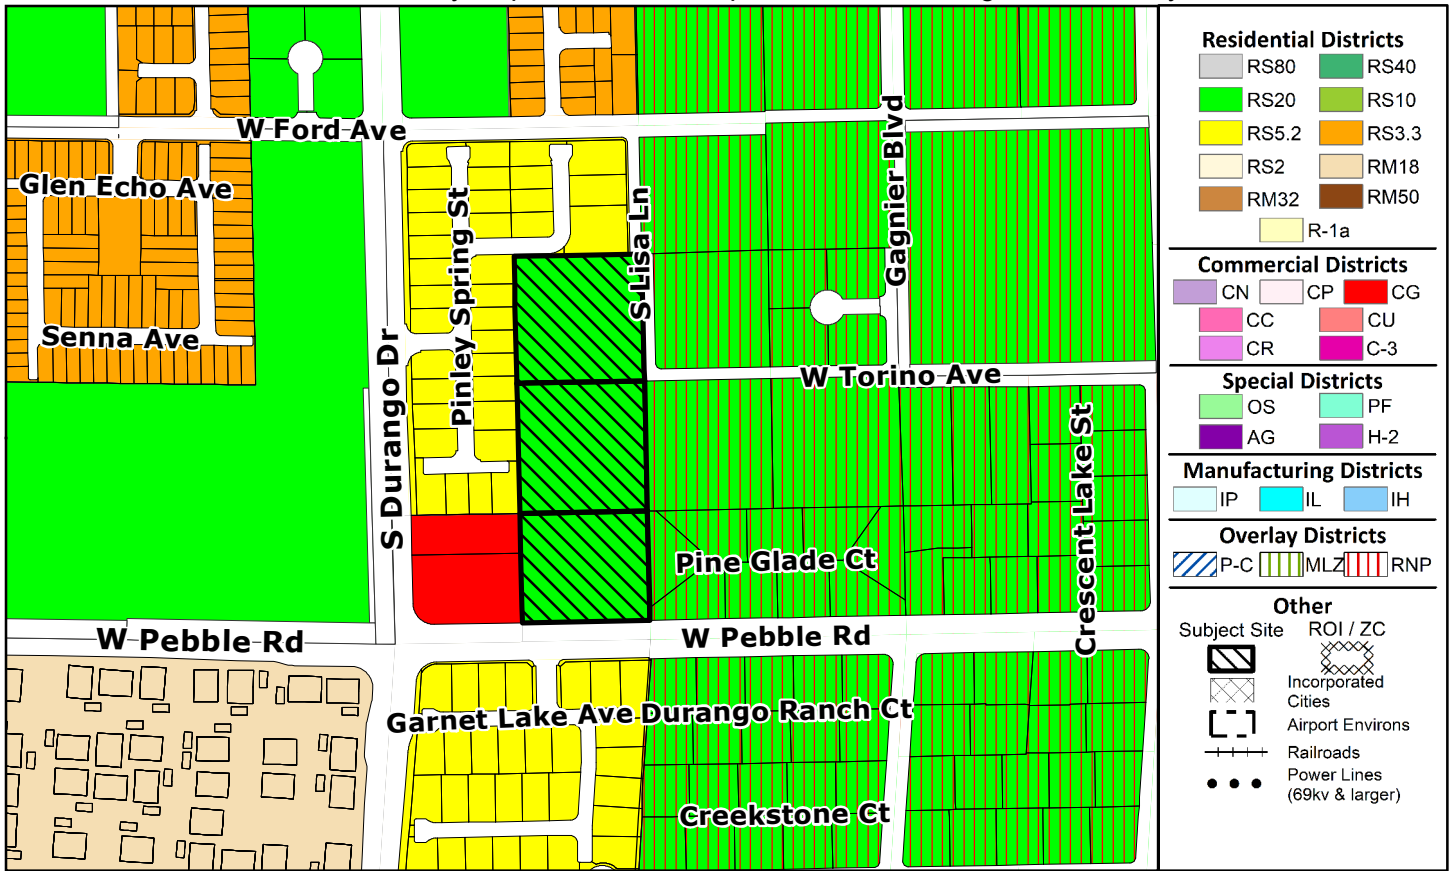 W Ford Ave
Glen Echo Ave
Senna Ave
S Durango Dr
Pinley Spring St
S Lisa Ln
Gagnier Blvd
W Torino Ave
Crescent Lake St
Pine Glade Ct
W Pebble Rd
W Pebble Rd
Garnet Lake Ave
Durango Ranch Ct
Creekstone Ct
Residential Districts
RS80 RS40
RS20 RS10
RS5.2 RS3.3
RS2 RM18
RM32 RM50
R-1a
Commercial Districts
CN CP CG
CC CU
CR C-3
Special Districts
OS PF
AG H-2
Manufacturing Districts
IP IL IH
Overlay Districts
P-C MLZ RNP
Other
Subject Site ROI / ZC
Incorporated
Cities
Airport Environs
Railroads
Power Lines
(69kv & larger)